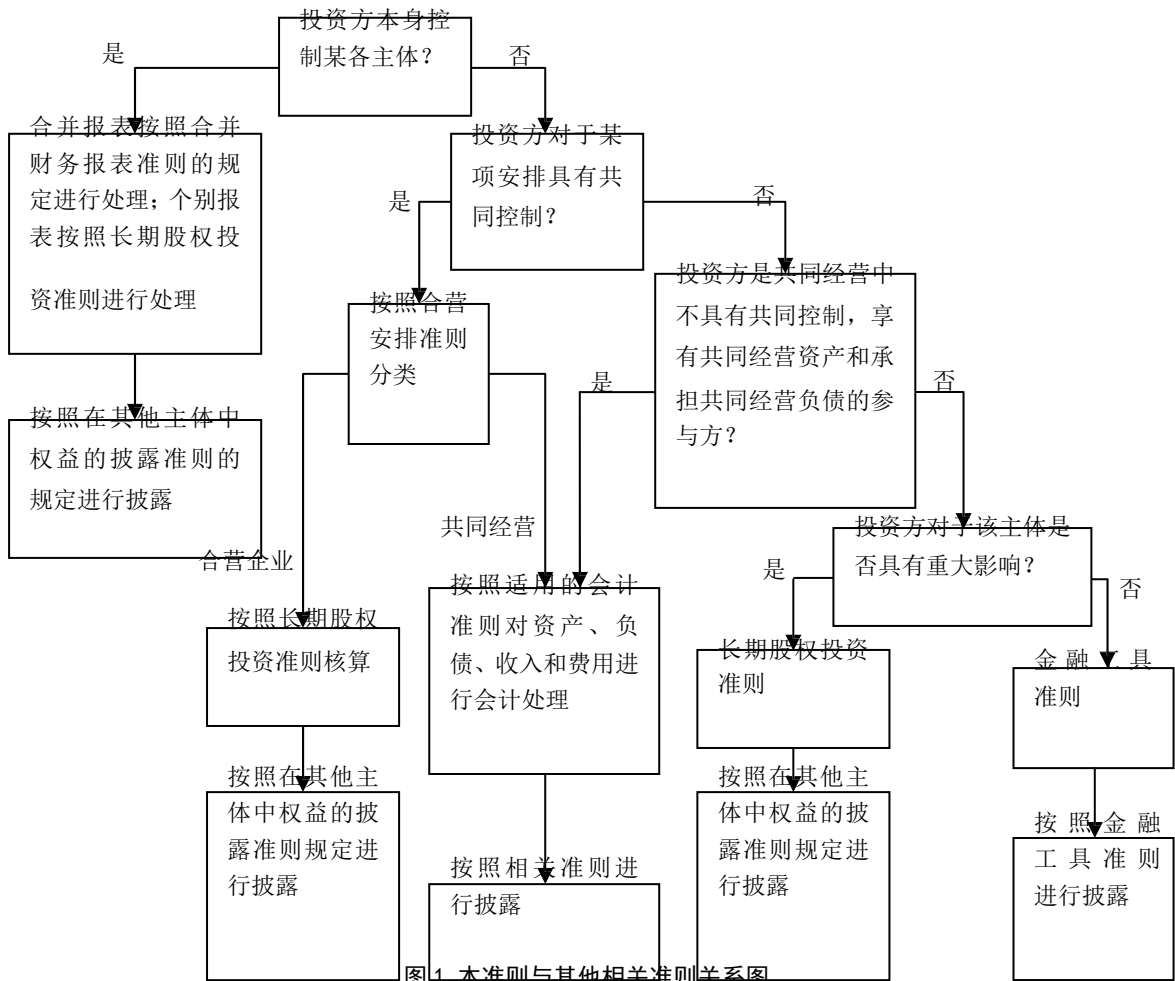 投资方本身控
制某各主体？
是
否
合并报表按照合并
财务报表准则的规
定进行处理；个别报
表按照长期股权投
资准则进行处理
投资方对于某
项安排具有共
同控制？
是
否
按照在其他主体中
权益的披露准则的
规定进行披露
按照合营
安排准则
分类
投资方是共同经营中
不具有共同控制，享
有共同经营资产和承
担共同经营负债的参
与方？
是
否
合营企业
共同经营
投资方对于该主体是
否具有重大影响？
是
否
按照长期股权
投资准则核算
按照适用的会计
准则对资产、负
债、收入和费用进
行会计处理
长期股权投资
准则
金融工具
准则
按照在其他主
体中权益的披
露准则规定进
行披露
按照相关准则进
行披露
按照在其他主
体中权益的披
露准则规定进
行披露
按照金融
工具准则
进行披露
图 1 本准则与其他相关准则关系图